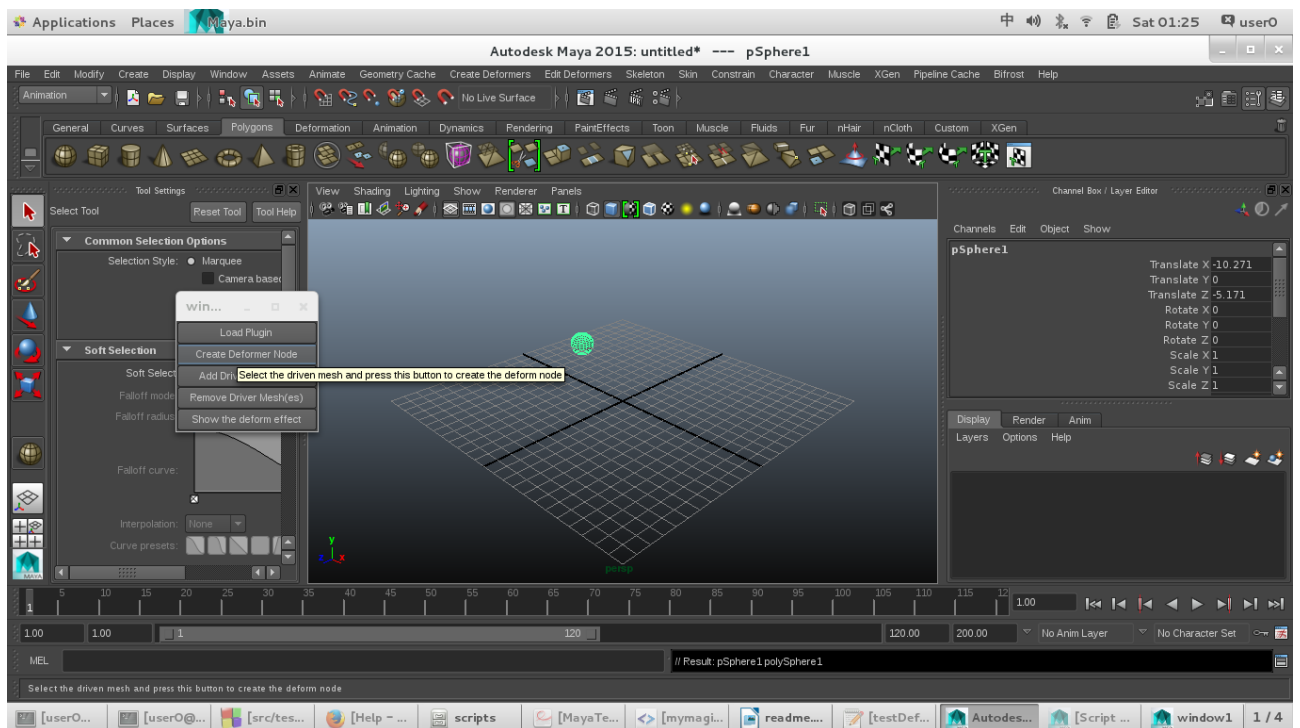 Applications Places Maya.bin 中 Sat 01:25 userO
Autodesk Maya 2015: untitled* --- pSphere1
File Edit Modify Create Display Window Assets Animate Geometry Cache Create Deformers Edit Deformers Skeleton Skin Constrain Character Muscle XGen Pipeline Cache Bifrost Help
Animation No Live Surface
General Curves Surfaces Polygons Deformation Animation Dynamics Rendering PaintEffects Toon Muscle Fluids Fur nHair nCloth Custom XGen
Tool Settings
Select Tool Reset Tool Tool Help
Common Selection Options
Selection Style: Marquee
Camera based
win...
Load Plugin
Create Deformer Node
Add Driv
Select the driven mesh and press this button to create the deform node
Remove Driver Mesh(es)
Show the deform effect
Soft Selection
Soft Select
Falloff mode
Falloff radius
Falloff curve:
Interpolation: None
Curve presets:
MAYA
View Shading Lighting Show Renderer Panels
y
x
persp
Channel Box / Layer Editor
Channels Edit Object Show
pSphere1
Translate X -10.271
Translate Y 0
Translate Z -5.171
Rotate X 0
Rotate Y 0
Rotate Z 0
Scale X 1
Scale Y 1
Scale Z 1
Display Render Anim
Layers Options Help
5 10 15 20 25 30 35 40 45 50 55 60 65 70 75 80 85 90 95 100 105 110 115 12
1 1.00
1.00 1.00 1 120 120.00 200.00 No Anim Layer No Character Set
MEL // Result: pSphere1 polySphere1
Select the driven mesh and press this button to create the deform node
[userO... [userO@... [src/tes... [Help – ... scripts [MayaTe... [mymagi... readme.... [testDef... Autodes... [Script ... window1 1 / 4